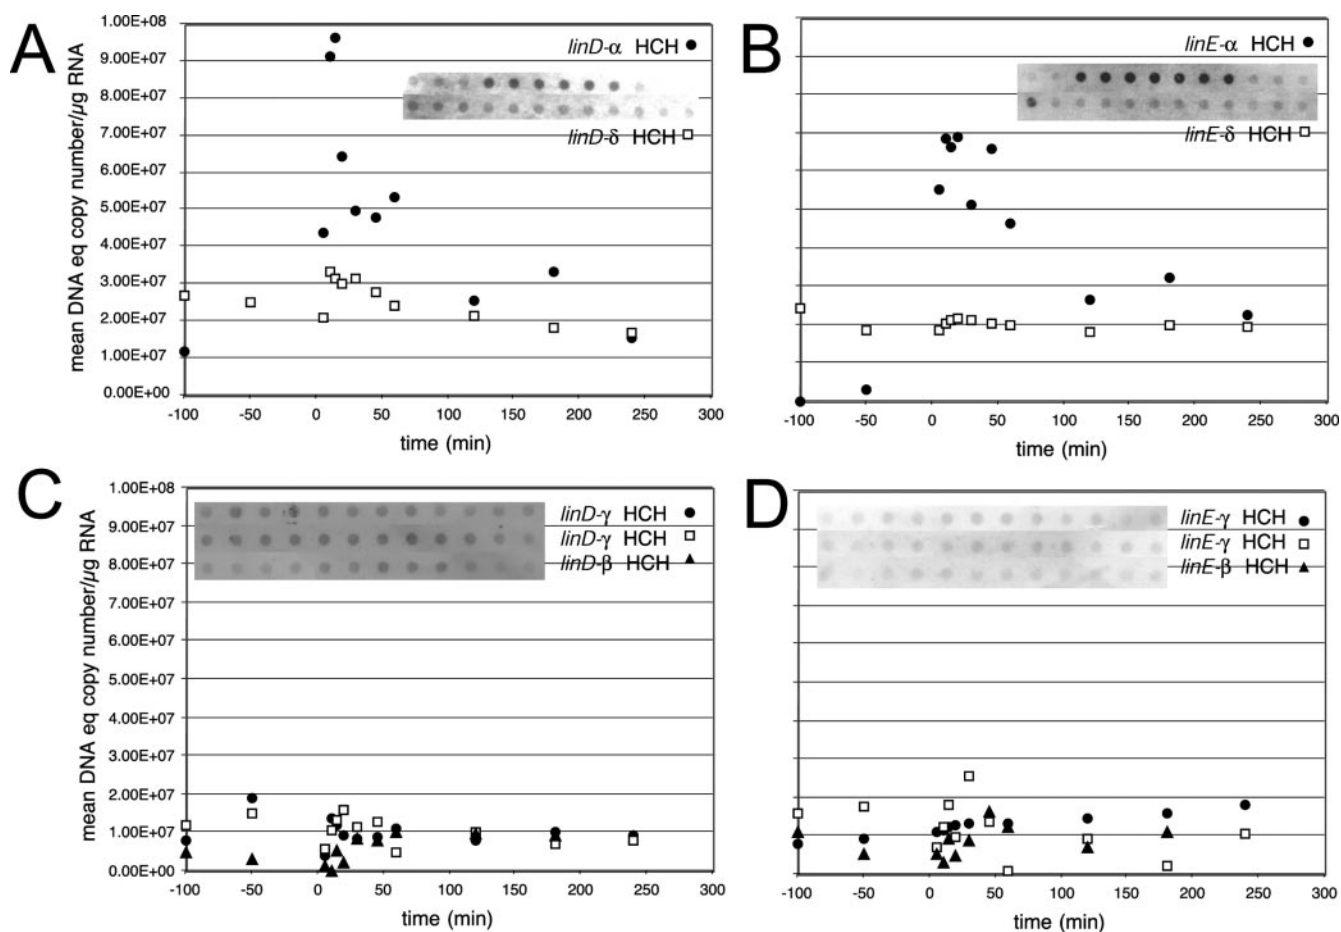 A
B
mean DNA eq copy number/µg RNA
1.00E+08
9.00E+07
8.00E+07
7.00E+07
6.00E+07
5.00E+07
4.00E+07
3.00E+07
2.00E+07
1.00E+07
0.00E+00
linD-α HCH
linD-δ HCH
-100 -50 0 50 100 150 200 250 300
time (min)
linE-α HCH
linE-δ HCH
-100 -50 0 50 100 150 200 250 300
time (min)
C
D
mean DNA eq copy number/µg RNA
1.00E+08
9.00E+07
8.00E+07
7.00E+07
6.00E+07
5.00E+07
4.00E+07
3.00E+07
2.00E+07
1.00E+07
0.00E+00
linD-γ HCH
linD-γ HCH
linD-β HCH
-100 -50 0 50 100 150 200 250 300
time (min)
linE-γ HCH
linE-γ HCH
linE-β HCH
-100 -50 0 50 100 150 200 250 300
time (min)